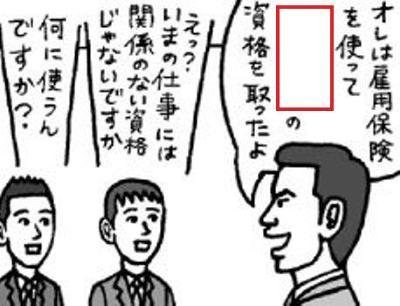 オレは雇用保険
を使って
の
資格を取ったよ
えっ?
いまの仕事には
関係のない資格
じゃないですか
何に使うん
ですか?